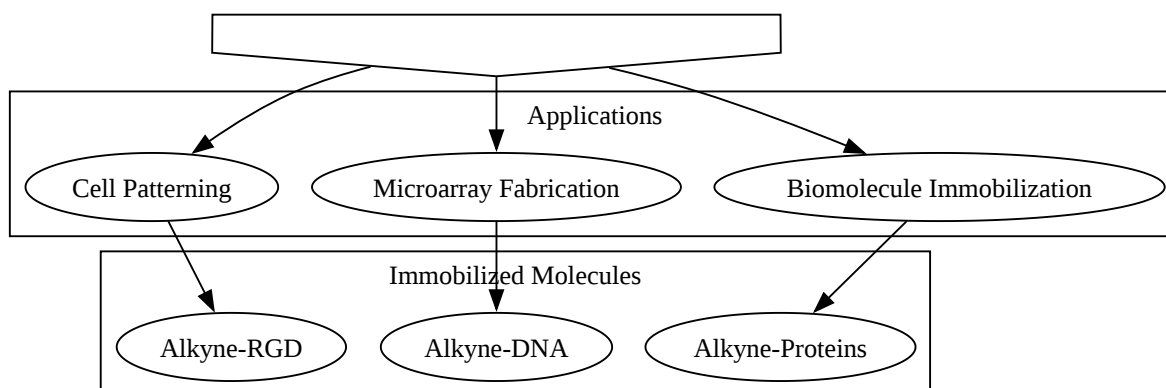 Applications
Cell Patterning
Microarray Fabrication
Biomolecule Immobilization
Immobilized Molecules
Alkyne-RGD
Alkyne-DNA
Alkyne-Proteins